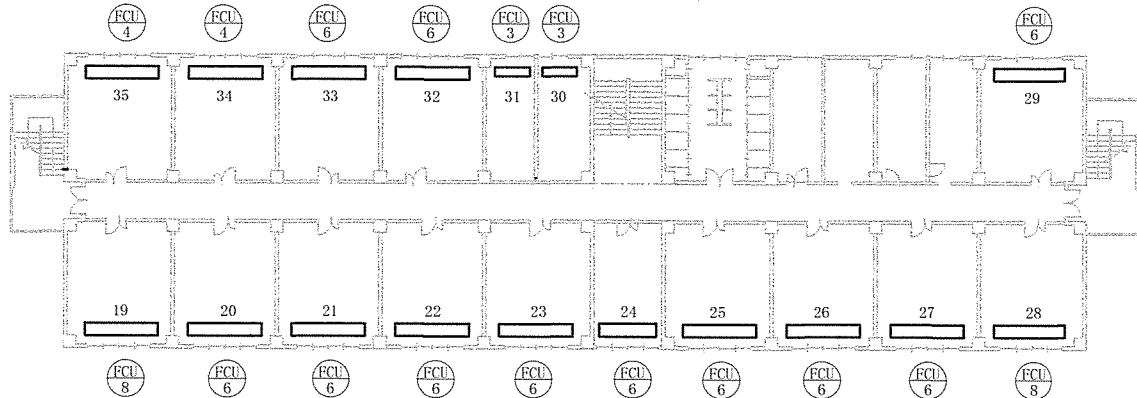 FCU FCU FCU FCU FCU FCU FCU
4 4 6 6 3 3 6
35 34 33 32 31 30 29
19 20 21 22 23 24 25 26 27 28
FCU FCU FCU FCU FCU FCU FCU FCU FCU FCU
8 6 6 6 6 6 6 6 6 8